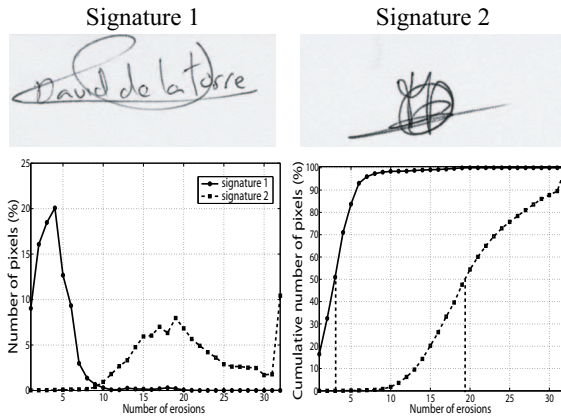 Signature 1
Signature 2
David de la Torre
Number of pixels (%)
25
20
15
10
5
0
signature 1
signature 2
5 10 15 20 25 30
Number of erosions
Cumulative number of pixels (%)
100
90
80
70
60
50
40
30
20
10
0
5 10 15 20 25 30
Number of erosions